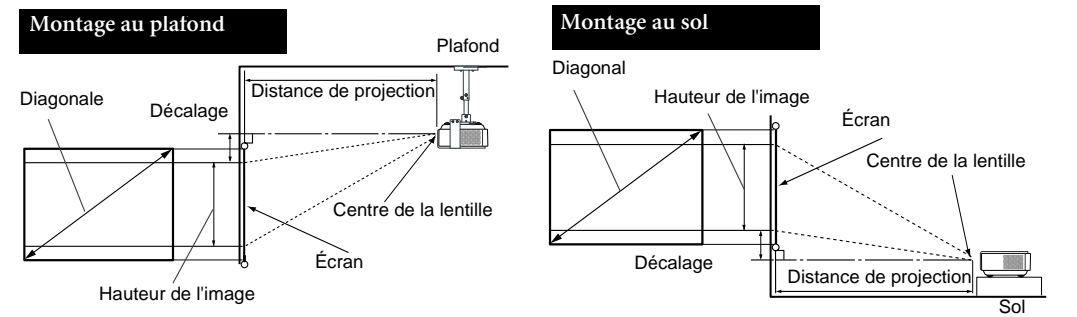 Montage au plafond
Plafond
Diagonale
Décalage
Distance de projection
Centre de la lentille
Écran
Hauteur de l'image
Montage au sol
Diagonal
Hauteur de l'image
Écran
Centre de la lentille
Décalage
Distance de projection
Sol